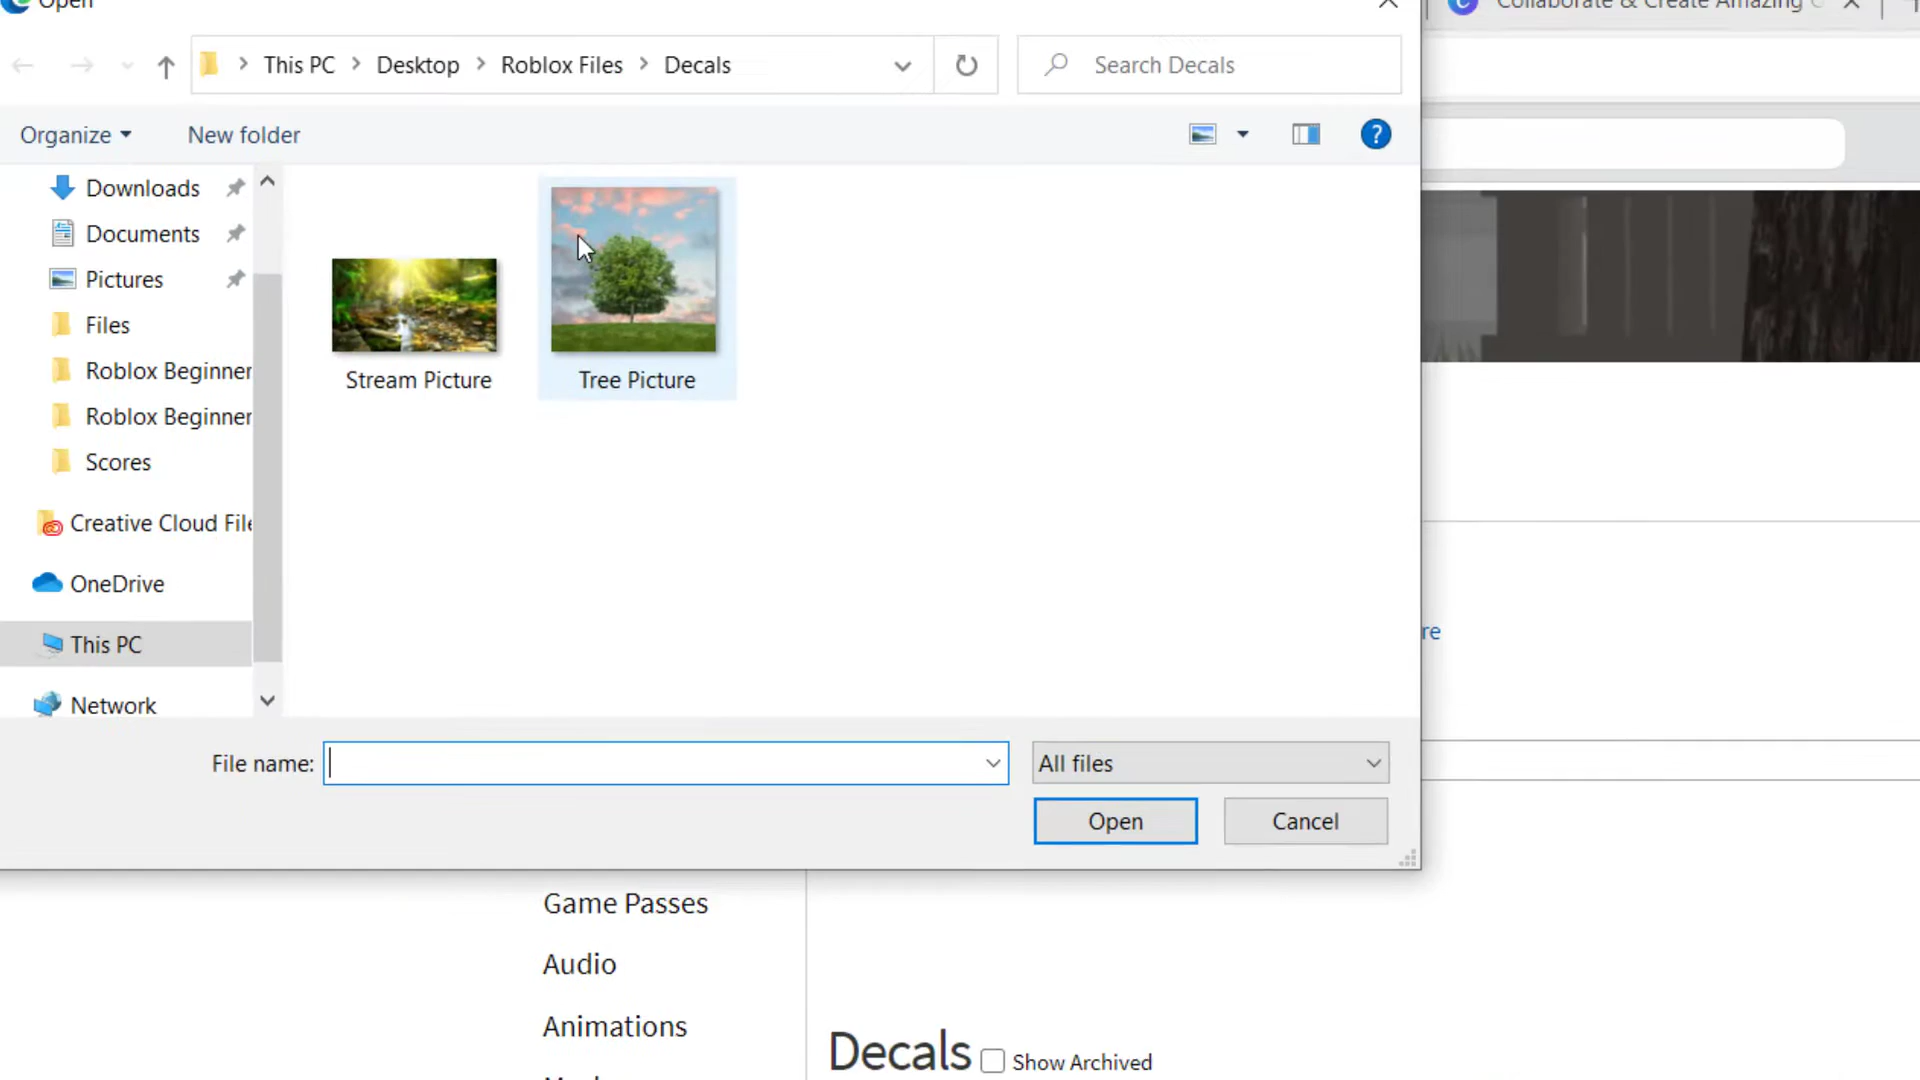 Open
Collaborate & Create Amazing
This PC
Desktop
Roblox Files
Decals
Search Decals
Organize
New folder
Downloads
Documents
Pictures
Files
Roblox Beginner
Roblox Beginner
Scores
Creative Cloud File
OneDrive
This PC
Network
Stream Picture
Tree Picture
File name:
All files
Open
Cancel
re
Game Passes
Audio
Animations
Decals
Show Archived